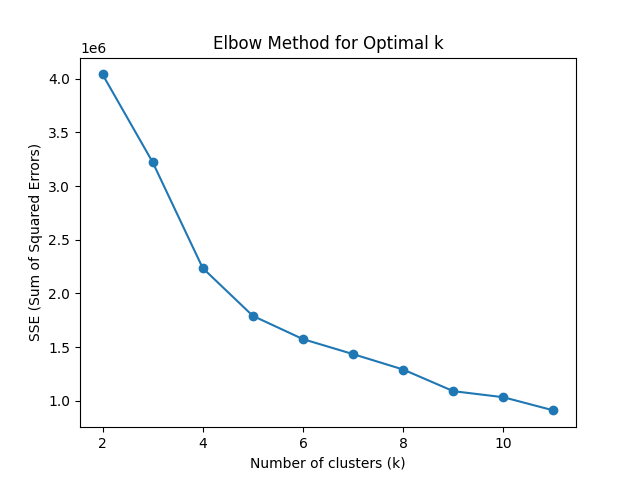 Elbow Method for Optimal k
1e6
4.0
3.5
3.0
2.5
2.0
1.5
1.0
SSE (Sum of Squared Errors)
2 4 6 8 10
Number of clusters (k)